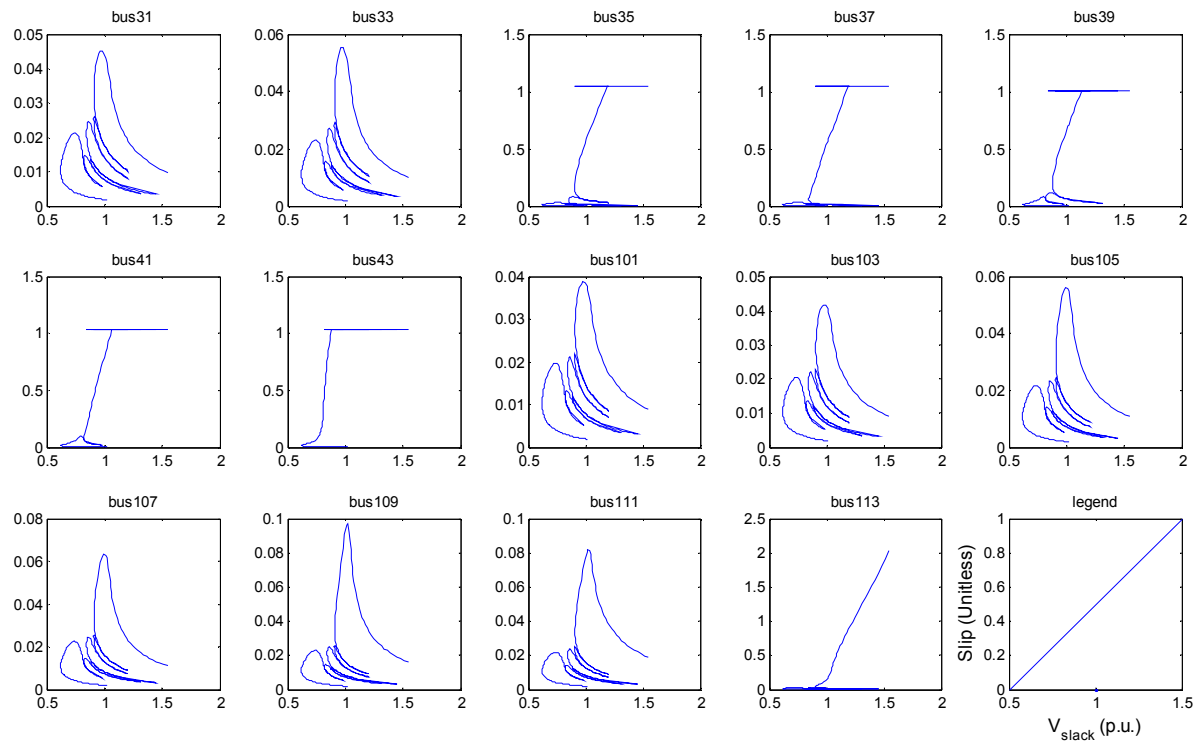 bus31 bus33 bus35 bus37 bus39
0.05 0.06 1.5 1.5 1.5
0.04
0.04 1 1 1
0.03
0.02 0.02 0.5 0.5 0.5
0.01
0 0 0 0 0
0.5 1 1.5 2 0.5 1 1.5 2 0.5 1 1.5 2 0.5 1 1.5 2 0.5 1 1.5 2
bus41 bus43 bus101 bus103 bus105
1.5 1.5 0.04 0.05 0.06
0.04
1 1 0.03 0.04
0.03
0.02
0.5 0.5 0.02 0.02
0.01 0.01
0 0 0 0 0
0.5 1 1.5 2 0.5 1 1.5 2 0.5 1 1.5 2 0.5 1 1.5 2 0.5 1 1.5 2
bus107 bus109 bus111 bus113 legend
0.08 0.1 0.1 2.5 1
0.08 0.08 2 0.8
0.06
0.06 0.06 1.5 0.6
0.04
0.04 0.04 1 0.4
0.02
0.02 0.02 0.5 0.2
0 0 0 0 0
0.5 1 1.5 2 0.5 1 1.5 2 0.5 1 1.5 2 0.5 1 1.5 2 0.5 1 1.5
Slip (Unitless)
V_slack (p.u.)